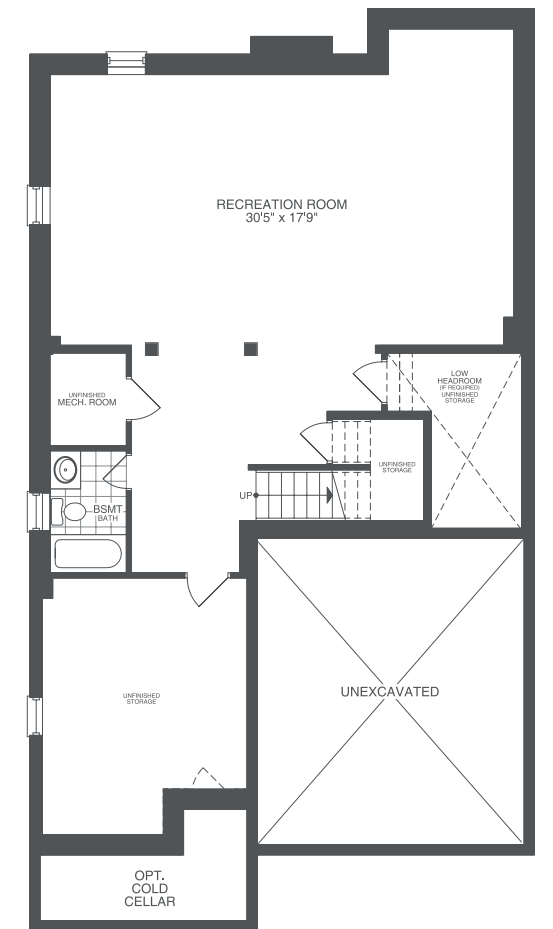 RECREATION ROOM
30'5" x 17'9"
LOW
HEADROOM
(IF REQUIRED)
UNFINISHED
STORAGE
UNFINISHED
MECH. ROOM
UNFINISHED
STORAGE
UP
BSMT
BATH
UNFINISHED
STORAGE
UNEXCAVATED
OPT.
COLD
CELLAR